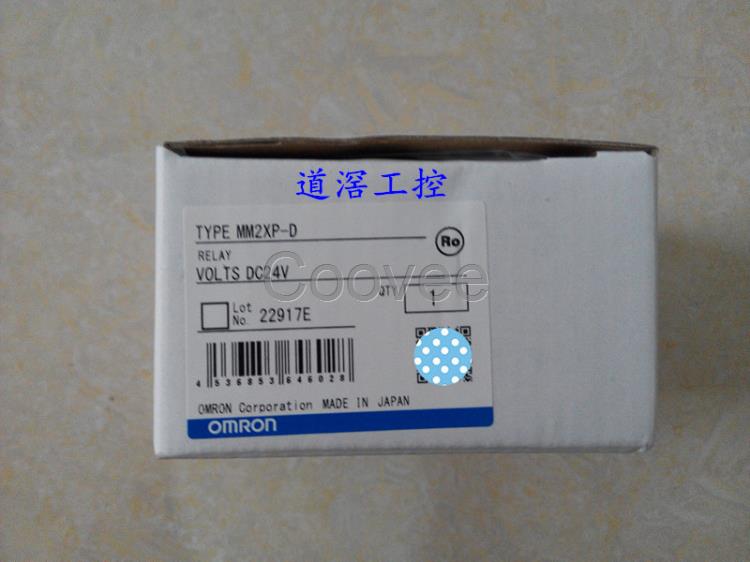 道滘工控
TYPE MM2XP-D
Ro
RELAY
VOLTS DC24V
Coovee
QTY
1
Lot No. 22917E
4 536853 646028
OMRON Corporation MADE IN JAPAN
OMRON